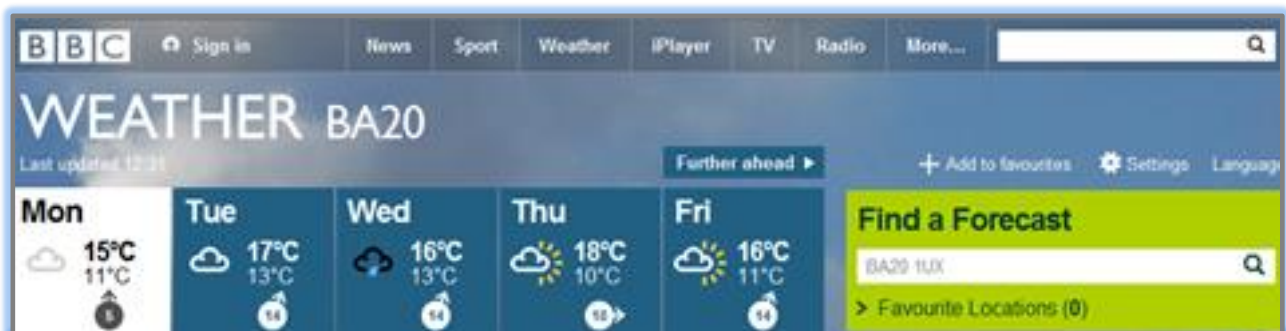 BBC Sign in News Sport Weather iPlayer TV Radio More...
WEATHER BA20
Last updated 12:31
Further ahead
Add to favourites Settings Language
Mon Tue Wed Thu Fri
15°C 17°C 16°C 18°C 16°C
11°C 13°C 13°C 10°C 11°C
5 14 14 18 14
Find a Forecast
BA20 1UX
Favourite Locations (0)